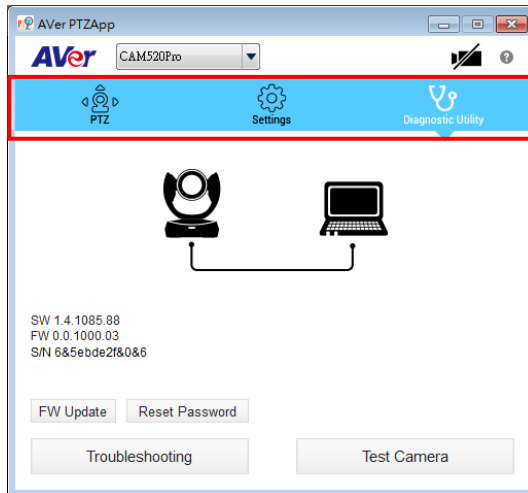 AVer PTZApp
AVer CAM520Pro ?
PTZ Settings Diagnostic Utility
SW 1.4.1085.88
FW 0.0.1000.03
S/N 6&5ebde2f&0&6
FW Update Reset Password
Troubleshooting Test Camera